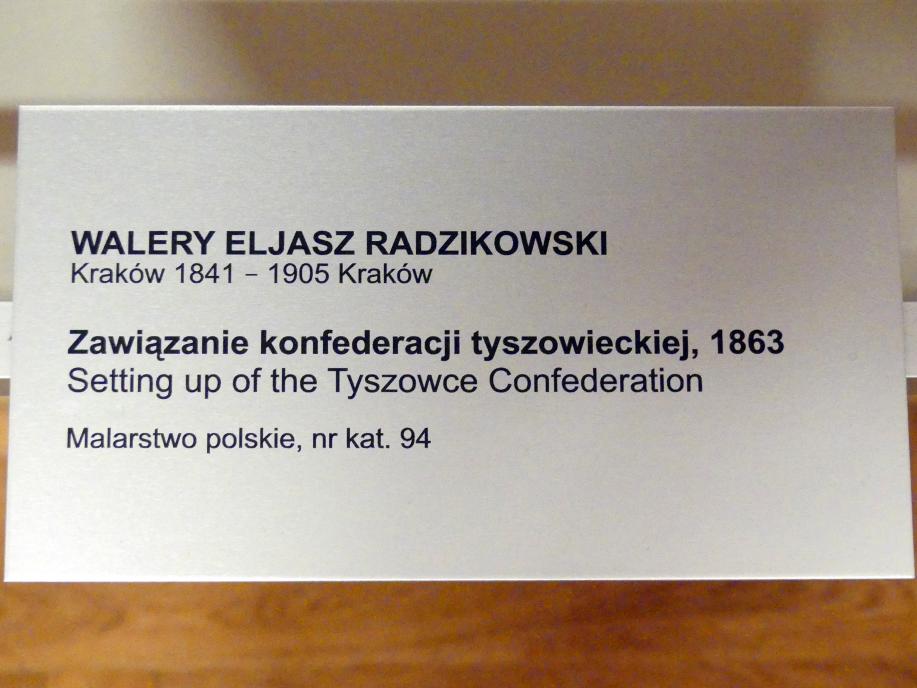 WALERY ELJASZ RADZIKOWSKI
Kraków 1841 – 1905 Kraków
Zawiązanie konfederacji tyszowieckiej, 1863
Setting up of the Tyszowce Confederation
Malarstwo polskie, nr kat. 94